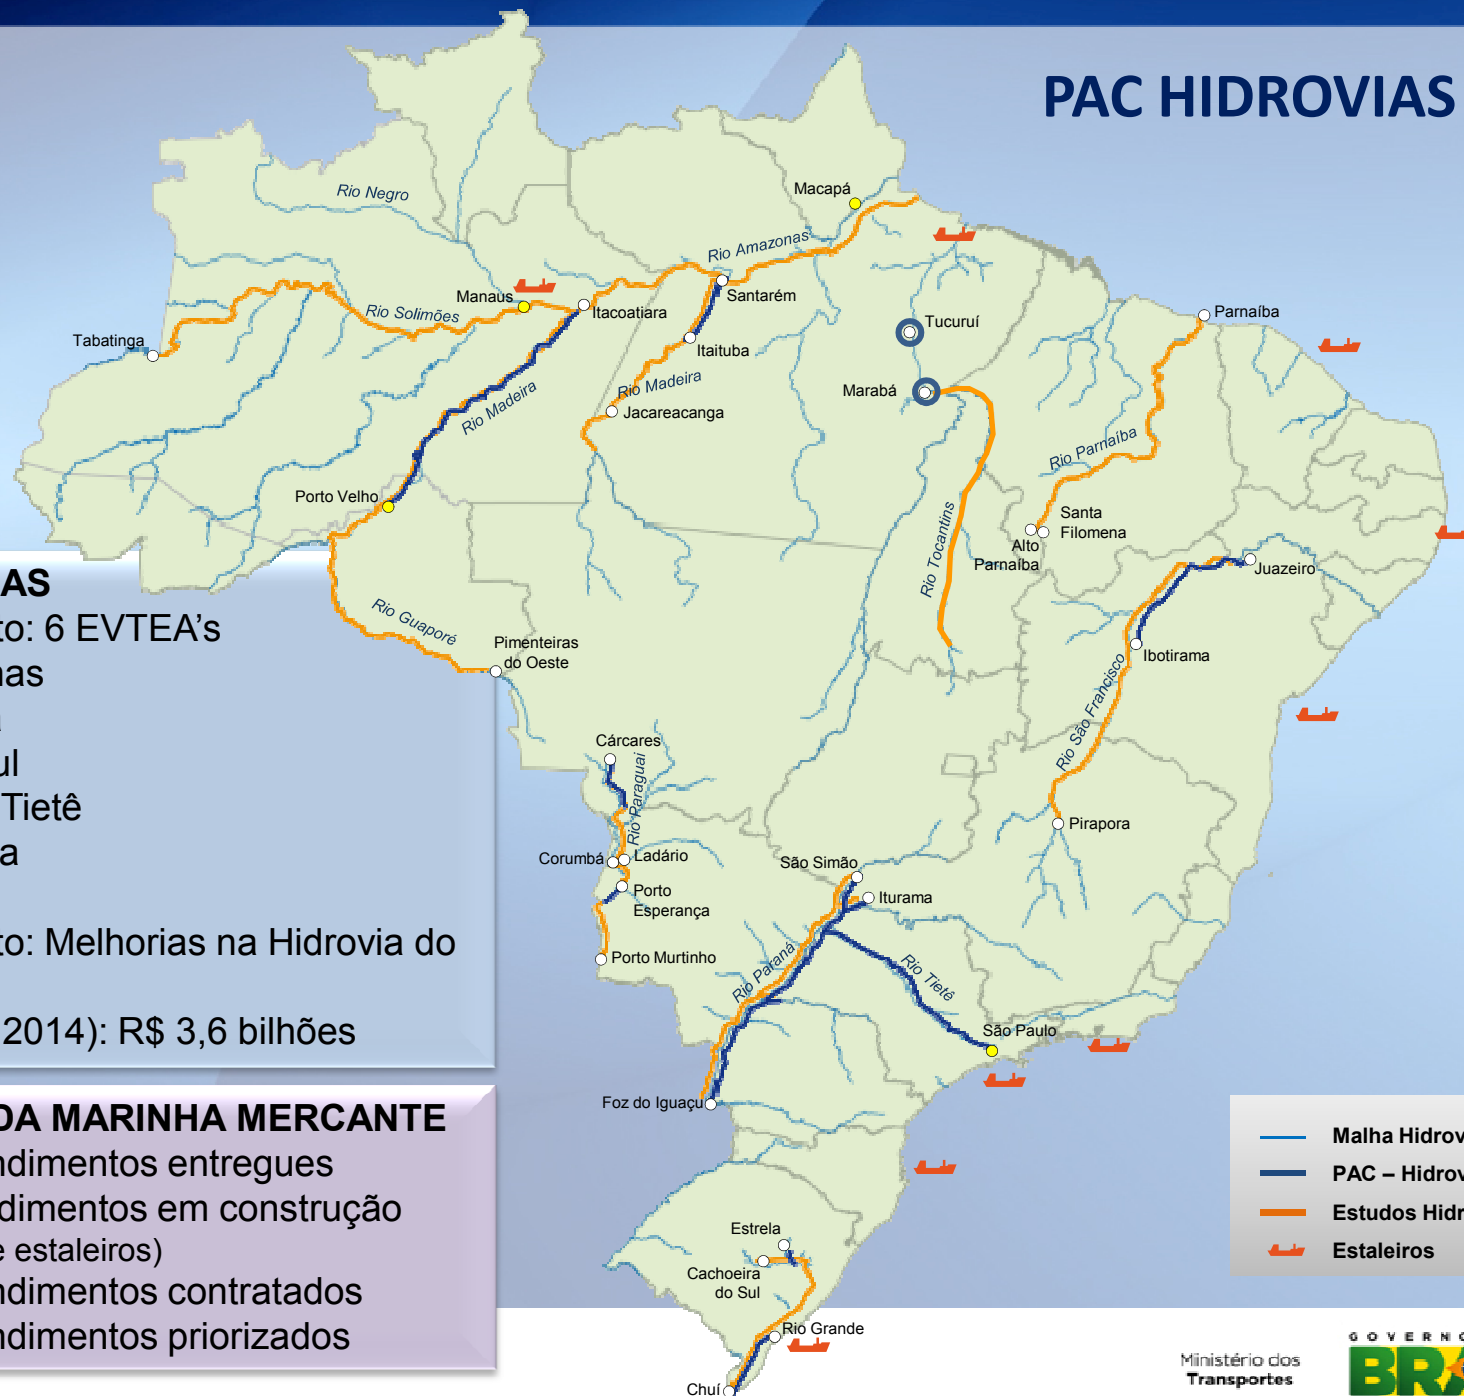 PAC HIDROVIAS
Macapá
Rio Negro
Rio Amazonas
Manaus
Santarém
Itacoatiara
Rio Solimões
Tucuruí
Parnaíba
Tabatinga
Itaituba
Rio Madeira
Marabá
Rio Madeira
Jacareacanga
Rio Parnaíba
Porto Velho
Santa
Filomena
Alto
Parnaíba
Rio Tocantins
Juazeiro
Rio Guaporé
Pimenteiras
do Oeste
Ibotirama
Rio São Francisco
Cárcares
Rio Paraguai
Pirapora
Corumbá
Ladário
São Simão
Porto
Esperança
Iturama
Porto Murtinho
Rio Paraná
Rio Tietê
São Paulo
Foz do Iguaçu
Estrela
Cachoeira
do Sul
Rio Grande
Chuí
AS
to: 6 EVTEA's
nas
ul
Tietê
a
to: Melhorias na Hidrovia do
2014): R$ 3,6 bilhões
DA MARINHA MERCANTE
ndimentos entregues
dimentos em construção
e estaleiros)
ndimentos contratados
ndimentos priorizados
Malha Hidrov
PAC – Hidrov
Estudos Hidr
Estaleiros
Ministério dos
Transportes
GOVERNO
BRA